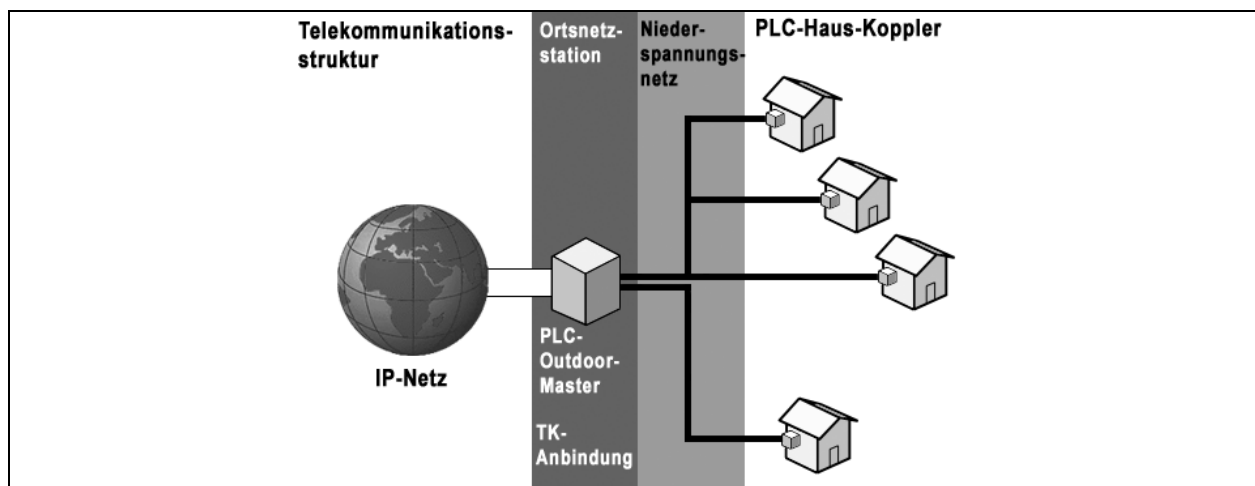 Telekommunikations-
struktur
Ortsnetz-
station
Nieder-
spannungs-
netz
PLC-Haus-Koppler
IP-Netz
PLC-
Outdoor-
Master
TK-
Anbindung